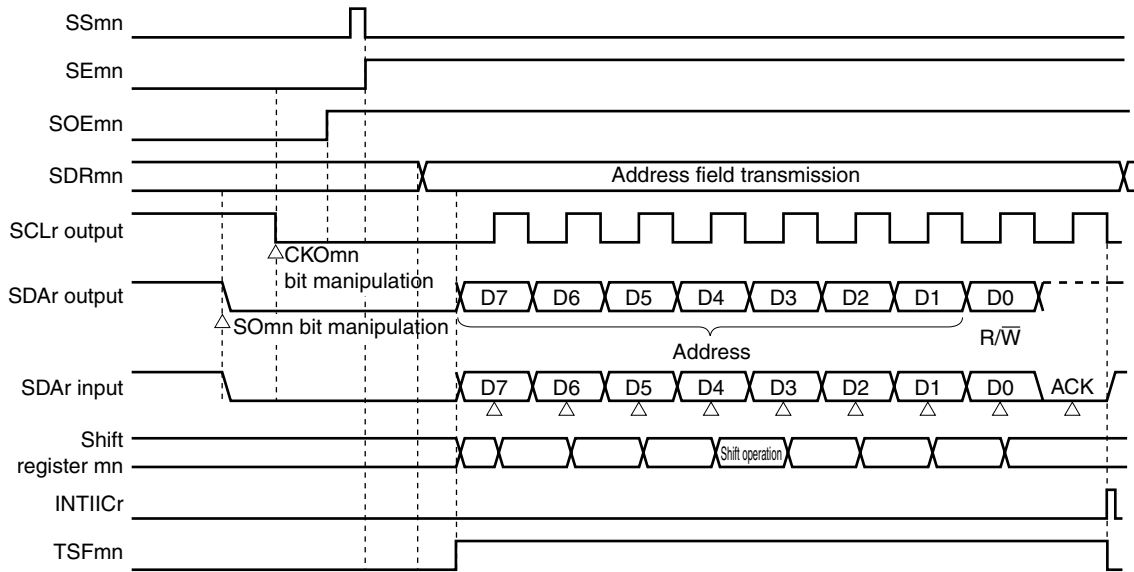 SSmn
SEmn
SOEmn
SDRmn Address field transmission
SCLr output
CKOmn
bit manipulation
SDAr output D7 D6 D5 D4 D3 D2 D1 D0
SOmn bit manipulation
Address
R/W̅
SDAr input D7 D6 D5 D4 D3 D2 D1 D0 ACK
Shift
register mn
Shift operation
INTIICr
TSFmn